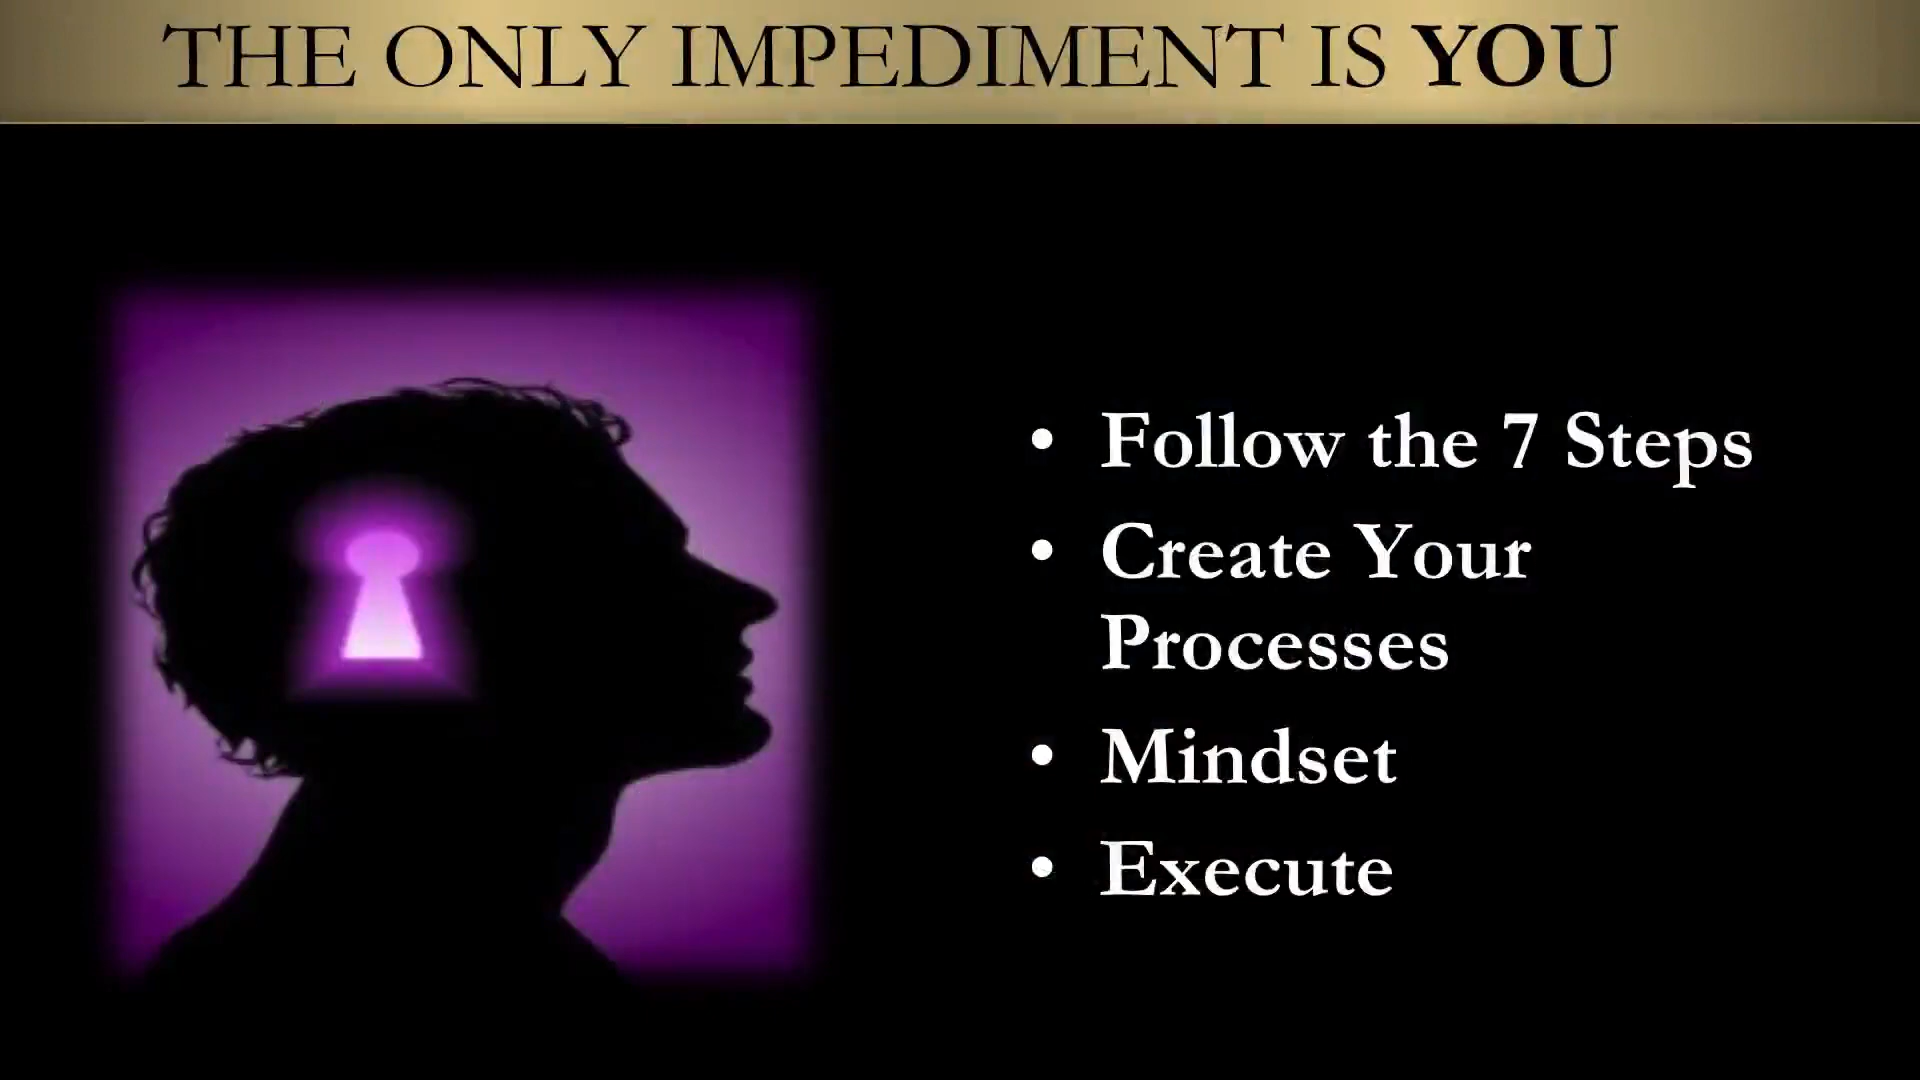 THE ONLY IMPEDIMENT IS YOU
• Follow the 7 Steps
• Create Your
Processes
• Mindset
• Execute